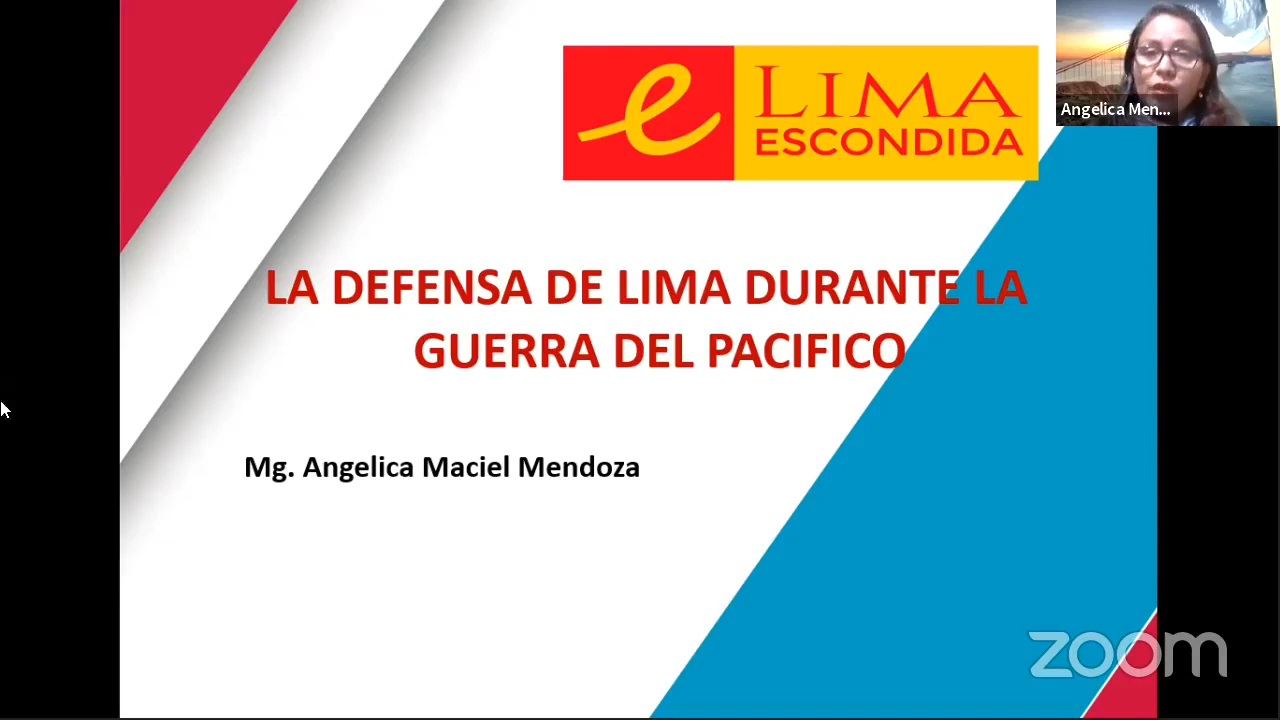 e LIMA
ESCONDIDA
Angelica Men...
LA DEFENSA DE LIMA DURANTE LA
GUERRA DEL PACIFICO
Mg. Angelica Maciel Mendoza
zoom